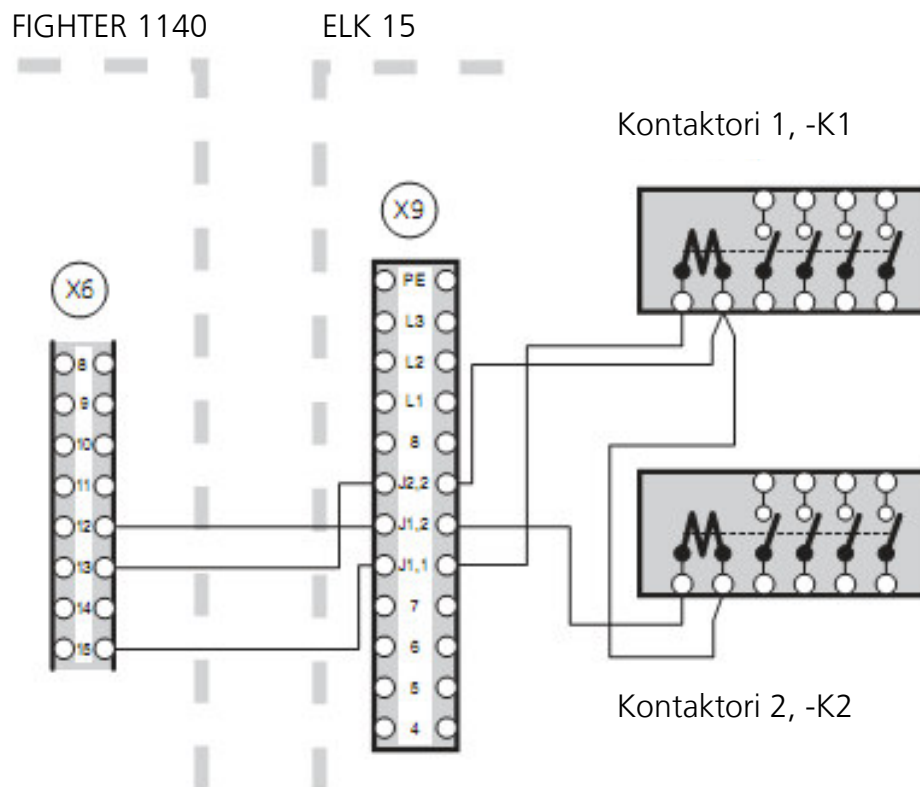 FIGHTER 1140
ELK 15
Kontaktori 1, -K1
X9
X6
PE
L3
L2
L1
8
J2,2
J1,2
J1,1
7
6
5
4
8
9
10
11
12
13
14
15
Kontaktori 2, -K2